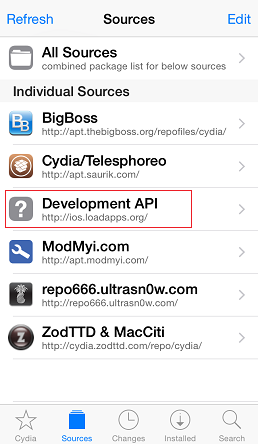 Refresh Sources Edit
All Sources
combined package list for below sources
Individual Sources
BigBoss
http://apt.thebigboss.org/repofiles/cydia/
Cydia/Telesphoreo
http://apt.saurik.com/
?
Development API
http://ios.loadapps.org/
ModMyi.com
http://apt.modmyi.com/
repo666.ultrasn0w.com
http://repo666.ultrasn0w.com/
Z
ZodTTD & MacCiti
http://cydia.zodttd.com/repo/cydia/
Cydia Sources Changes Installed Search